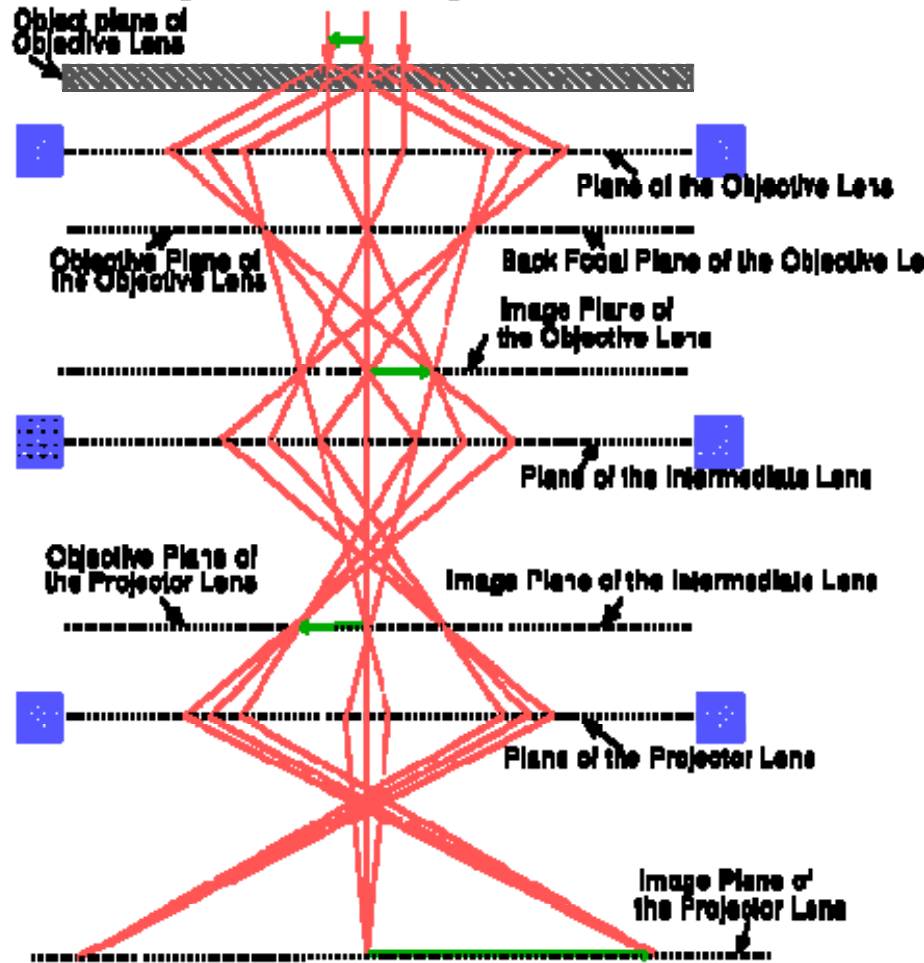 Object plane of
Objective Lens
Plane of the Objective Lens
Objective Plane of
the Objective Lens
Back Focal Plane of the Objective Le
Image Plane of
the Objective Lens
Plane of the Intermediate Lens
Objective Plane of
the Projector Lens
Image Plane of the Intermediate Lens
Plane of the Projector Lens
Image Plane of
the Projector Lens